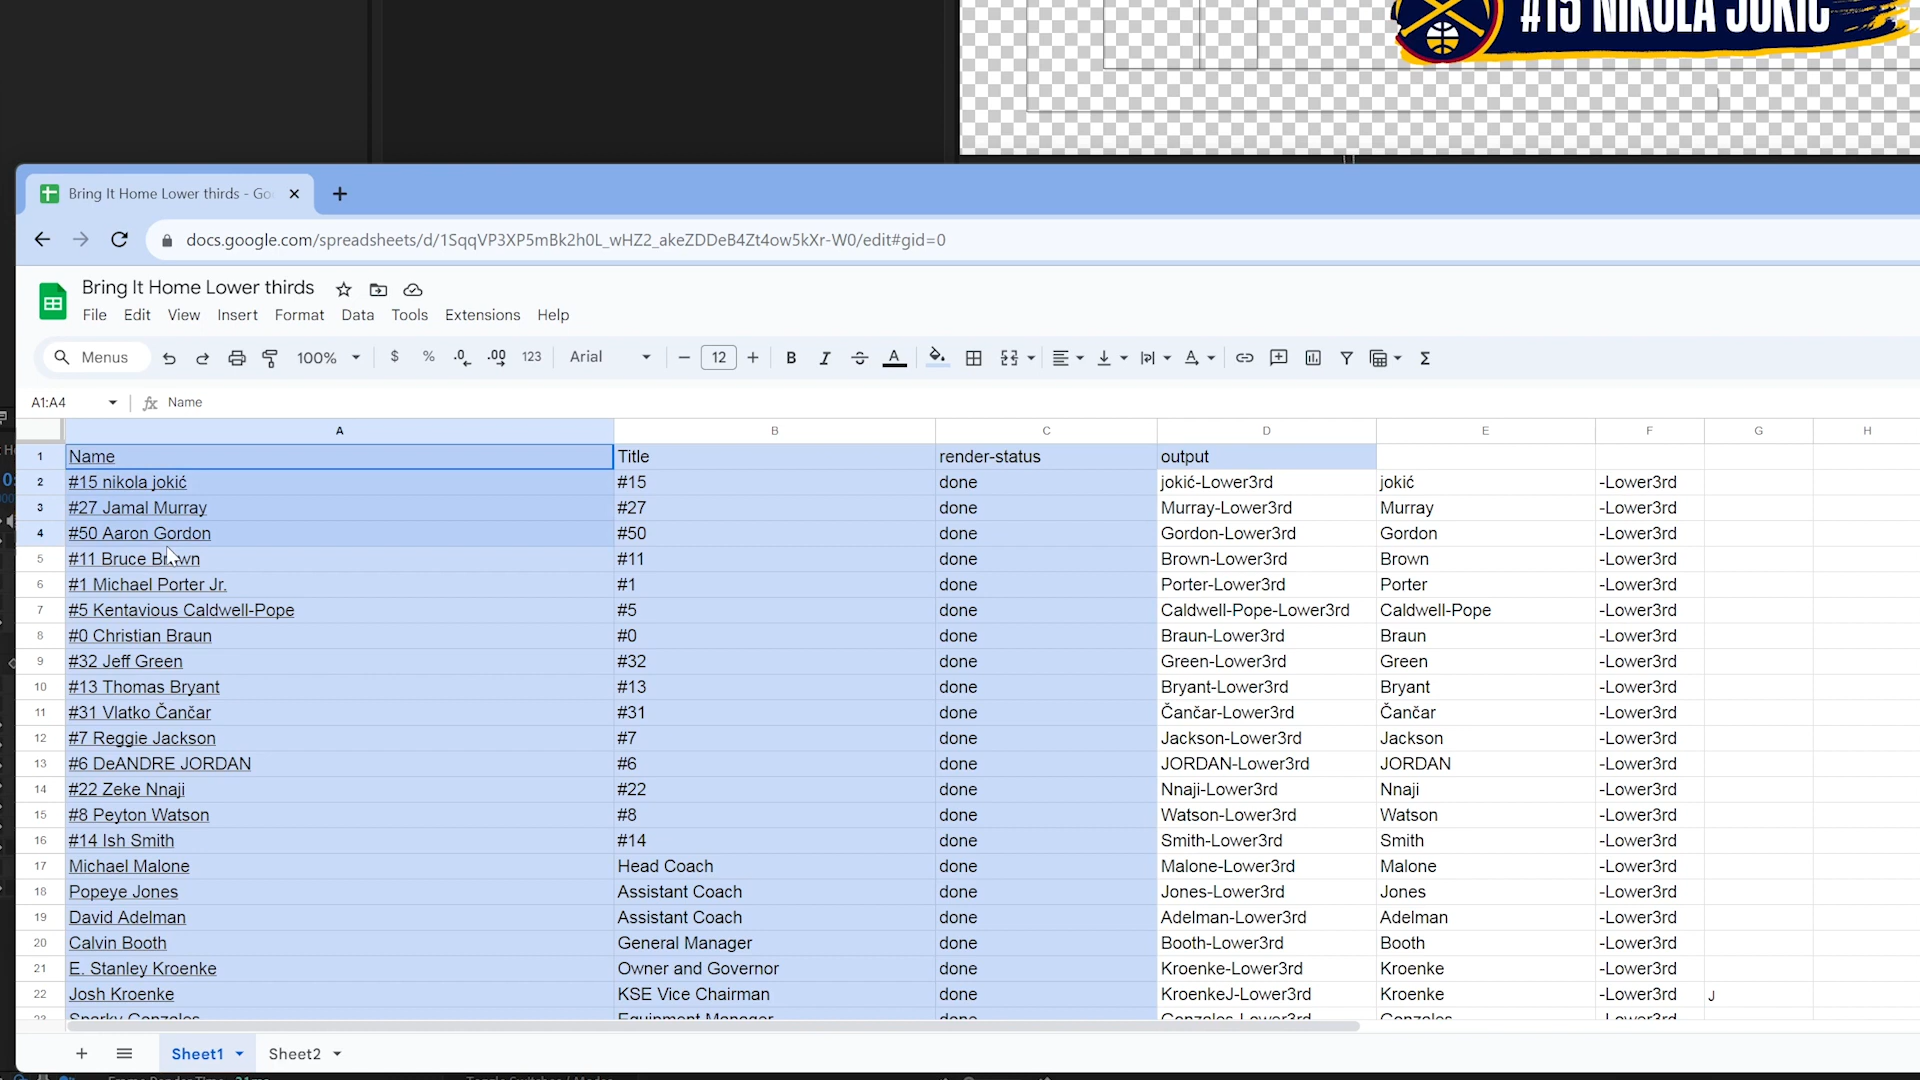 #15 NIKOLA JOKIĆ
Bring It Home Lower thirds - Go
docs.google.com/spreadsheets/d/1SqqVP3XP5mBk2h0L_wHZ2_akeZDDeB4Zt4ow5kXr-W0/edit#gid=0
Bring It Home Lower thirds
File Edit View Insert Format Data Tools Extensions Help
Menus 100% $ % .0 .00 123 Arial 12 B I A Σ
A1:A4 fx Name
A B C D E F G H
1 Name Title render-status output
2 #15 nikola jokić #15 done jokić-Lower3rd jokić -Lower3rd
3 #27 Jamal Murray #27 done Murray-Lower3rd Murray -Lower3rd
4 #50 Aaron Gordon #50 done Gordon-Lower3rd Gordon -Lower3rd
5 #11 Bruce Brown #11 done Brown-Lower3rd Brown -Lower3rd
6 #1 Michael Porter Jr. #1 done Porter-Lower3rd Porter -Lower3rd
7 #5 Kentavious Caldwell-Pope #5 done Caldwell-Pope-Lower3rd Caldwell-Pope -Lower3rd
8 #0 Christian Braun #0 done Braun-Lower3rd Braun -Lower3rd
9 #32 Jeff Green #32 done Green-Lower3rd Green -Lower3rd
10 #13 Thomas Bryant #13 done Bryant-Lower3rd Bryant -Lower3rd
11 #31 Vlatko Čančar #31 done Čančar-Lower3rd Čančar -Lower3rd
12 #7 Reggie Jackson #7 done Jackson-Lower3rd Jackson -Lower3rd
13 #6 DeANDRE JORDAN #6 done JORDAN-Lower3rd JORDAN -Lower3rd
14 #22 Zeke Nnaji #22 done Nnaji-Lower3rd Nnaji -Lower3rd
15 #8 Peyton Watson #8 done Watson-Lower3rd Watson -Lower3rd
16 #14 Ish Smith #14 done Smith-Lower3rd Smith -Lower3rd
17 Michael Malone Head Coach done Malone-Lower3rd Malone -Lower3rd
18 Popeye Jones Assistant Coach done Jones-Lower3rd Jones -Lower3rd
19 David Adelman Assistant Coach done Adelman-Lower3rd Adelman -Lower3rd
20 Calvin Booth General Manager done Booth-Lower3rd Booth -Lower3rd
21 E. Stanley Kroenke Owner and Governor done Kroenke-Lower3rd Kroenke -Lower3rd
22 Josh Kroenke KSE Vice Chairman done KroenkeJ-Lower3rd Kroenke -Lower3rd J
23 Sparky Gonzales Equipment Manager done Gonzales-Lower3rd Gonzales -Lower3rd
Sheet1 Sheet2